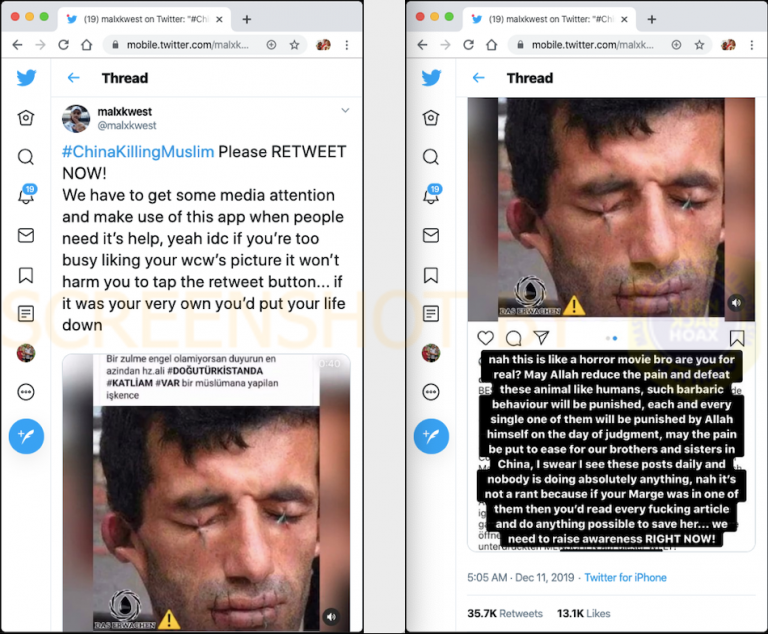 (19) malxkwest on Twitter: "#Chi
mobile.twitter.com/malxk...
19
Thread
malxkwest
@malxkwest
#ChinaKillingMuslim Please RETWEET
NOW!
We have to get some media attention
and make use of this app when people
need it's help, yeah idc if you're too
busy liking your wcw's picture it won't
harm you to tap the retweet button... if
it was your very own you'd put your life
down
Bir zulme engel olamiyorsan duyurun en
azindan hz.ali #DOĞUTÜRKİSTANDA
#KATLİAM #VAR bir müslümana yapilan
işkence
0:40
DAS ERWACHEN
(19) malxkwest on Twitter: "#Chi
mobile.twitter.com/malxk...
19
Thread
DAS ERWACHEN
nah this is like a horror movie bro are you for
real? May Allah reduce the pain and defeat
these animal like humans, such barbaric
behaviour will be punished, each and every
single one of them will be punished by Allah
himself on the day of judgment, may the pain
be put to ease for our brothers and sisters in
China, I swear I see these posts daily and
nobody is doing absolutely anything, nah it's
not a rant because if your Marge was in one of
them then you'd read every fucking article
and do anything possible to save her... we
need to raise awareness RIGHT NOW!
5:05 AM · Dec 11, 2019 · Twitter for iPhone
35.7K Retweets 13.1K Likes
SCREENSHOT
HOAX